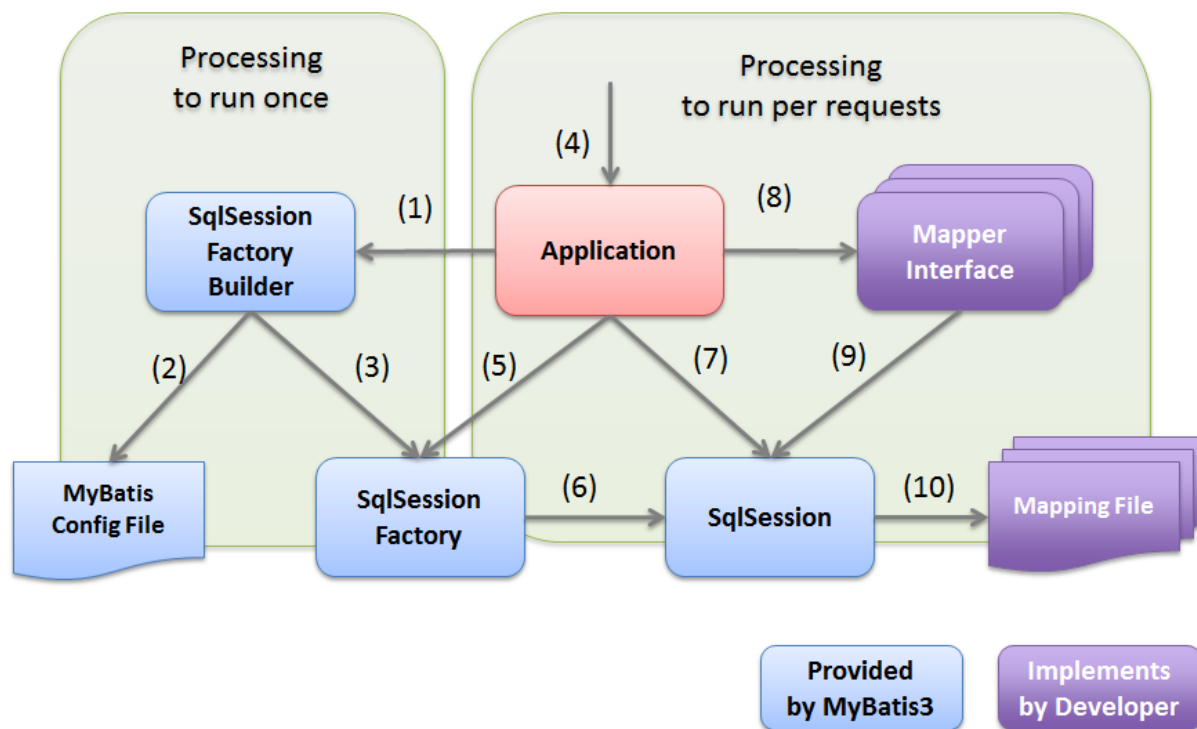 Processing
to run once
Processing
to run per requests
(4)
(1)
(8)
SqlSession
Factory
Builder
Application
Mapper
Interface
(2)
(3)
(5)
(7)
(9)
MyBatis
Config File
SqlSession
Factory
(6)
SqlSession
(10)
Mapping File
Provided
by MyBatis3
Implements
by Developer